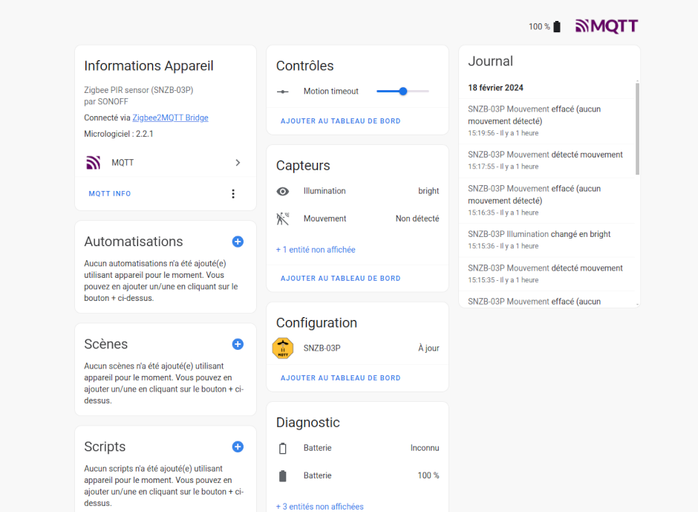 100 %
MQTT
Informations Appareil
Zigbee PIR sensor (SNZB-03P)
par SONOFF
Connecté via Zigbee2MQTT Bridge
Micrologiciel : 2.2.1
MQTT
MQTT INFO
Automatisations
Aucun automatisations n'a été ajouté(e)
utilisant appareil pour le moment. Vous
pouvez en ajouter un/une en cliquant sur le
bouton + ci-dessus.
Scènes
Aucun scènes n'a été ajouté(e) utilisant
appareil pour le moment. Vous pouvez en
ajouter un/une en cliquant sur le bouton + ci-
dessus.
Scripts
Aucun scripts n'a été ajouté(e) utilisant
appareil pour le moment. Vous pouvez en
ajouter un/une en cliquant sur le bouton + ci-
dessus.
Contrôles
Motion timeout
AJOUTER AU TABLEAU DE BORD
Capteurs
Illumination bright
Mouvement Non détecté
+ 1 entité non affichée
AJOUTER AU TABLEAU DE BORD
Configuration
MQTT
SNZB-03P À jour
AJOUTER AU TABLEAU DE BORD
Diagnostic
Batterie Inconnu
Batterie 100 %
+ 3 entités non affichées
Journal
18 février 2024
SNZB-03P Mouvement effacé (aucun
mouvement détecté)
15:19:56 - Il y a 1 heure
SNZB-03P Mouvement détecté mouvement
15:17:55 - Il y a 1 heure
SNZB-03P Mouvement effacé (aucun
mouvement détecté)
15:16:35 - Il y a 1 heure
SNZB-03P Illumination changé en bright
15:15:36 - Il y a 1 heure
SNZB-03P Mouvement détecté mouvement
15:15:35 - Il y a 1 heure
SNZB-03P Mouvement effacé (aucun